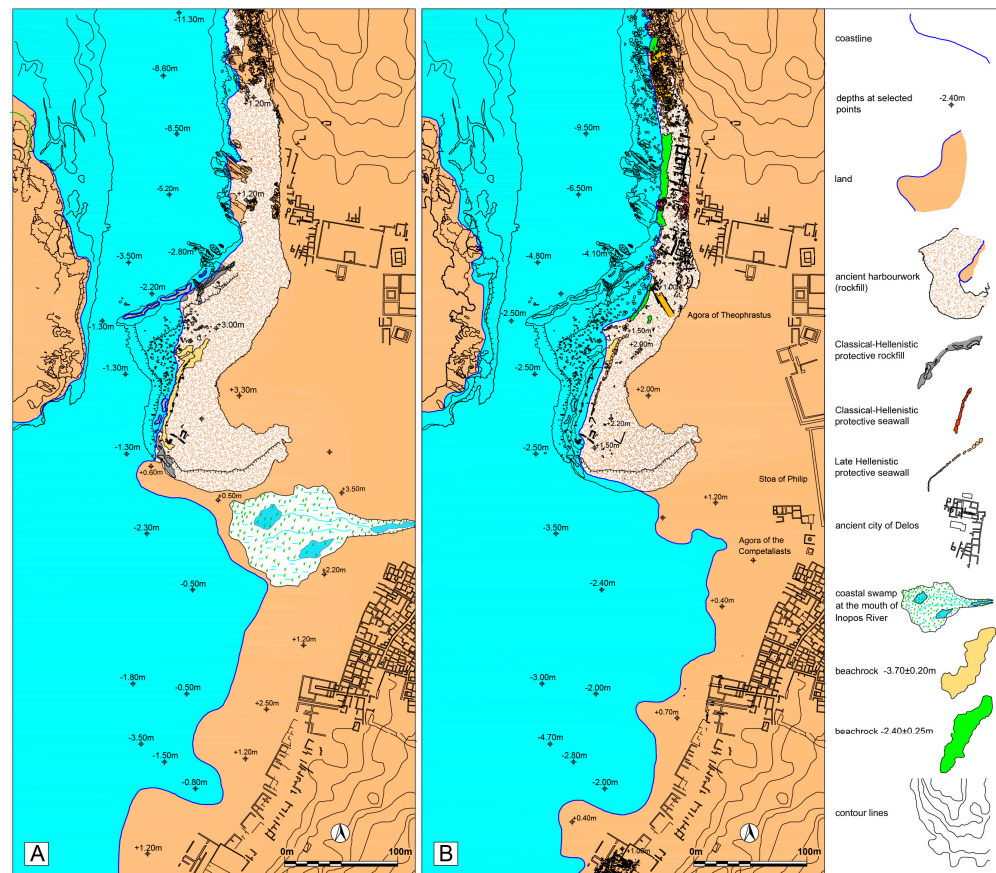 -11.30m
-8.60m
+1.20m
-8.50m
+1.20m
-5.20m
-2.80m
-3.50m
-2.20m
-1.30m
+3.00m
-1.30m
+3.30m
-1.30m
+0.60m
+0.50m
+3.50m
-2.30m
+2.20m
-0.50m
+1.20m
-1.80m
-0.50m
+2.50m
-3.50m
-1.50m
+1.20m
-0.80m
+1.20m
A
0m
100m
-9.50m
-6.50m
-4.10m
-4.80m
-2.50m
Agora of Theophrastus
+1.50m
+2.00m
-2.50m
+2.00m
+2.20m
-2.50m
+1.50m
Stoa of Philip
+1.20m
-3.50m
Agora of the
Competaliasts
-2.40m
+0.40m
-3.00m
-2.00m
+0.70m
-4.70m
-2.80m
-2.00m
+0.40m
+1.00m
B
0m
100m
coastline
depths at selected
points
-2.40m
land
ancient harbourwork
(rockfill)
Classical-Hellenistic
protective rockfill
Classical-Hellenistic
protective seawall
Late Hellenistic
protective seawall
ancient city of Delos
coastal swamp
at the mouth of
Inopos River
beachrock -3.70±0.20m
beachrock -2.40±0.25m
contour lines